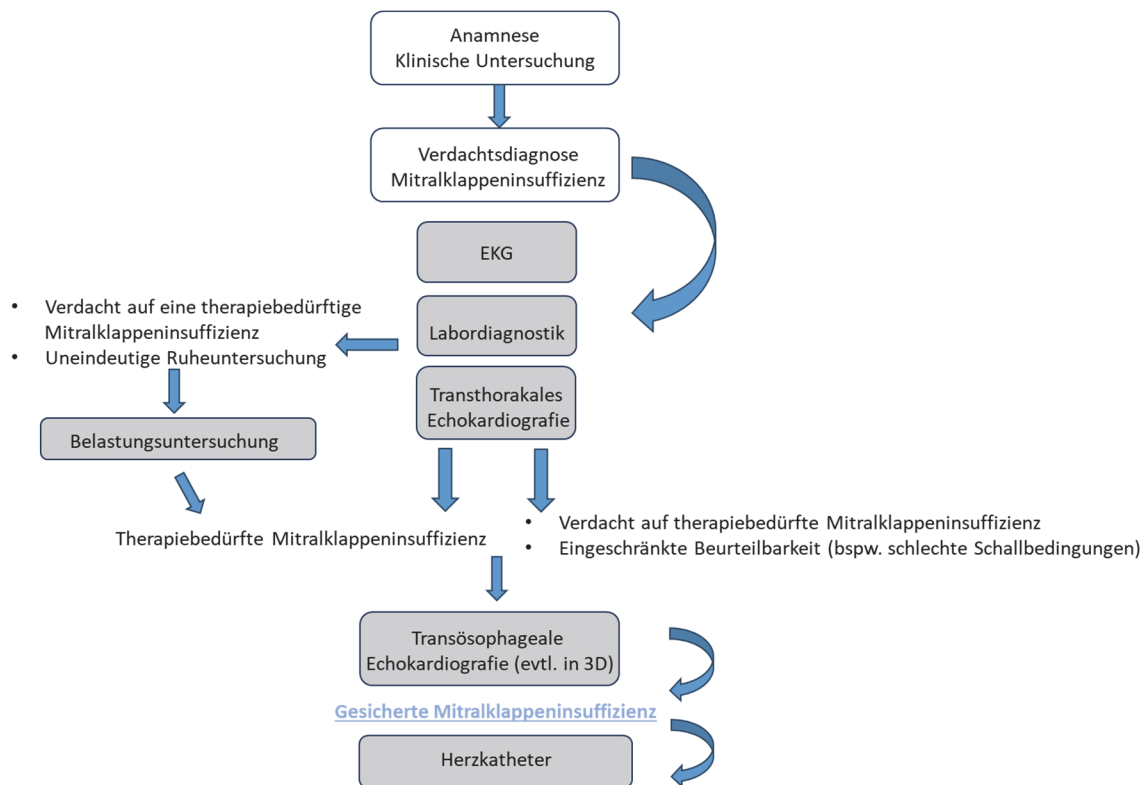 Anamnese
Klinische Untersuchung
Verdachtsdiagnose
Mitralklappeninsuffizienz
EKG
• Verdacht auf eine therapiebedürftige
Mitralklappeninsuffizienz
• Uneindeutige Ruheuntersuchung
Labordiagnostik
Transthorakales
Echokardiografie
Belastungsuntersuchung
Therapiebedürfte Mitralklappeninsuffizienz
• Verdacht auf therapiebedürfte Mitralklappeninsuffizienz
• Eingeschränkte Beurteilbarkeit (bspw. schlechte Schallbedingungen)
Transösophageale
Echokardiografie (evtl. in 3D)
Gesicherte Mitralklappeninsuffizienz
Herzkatheter